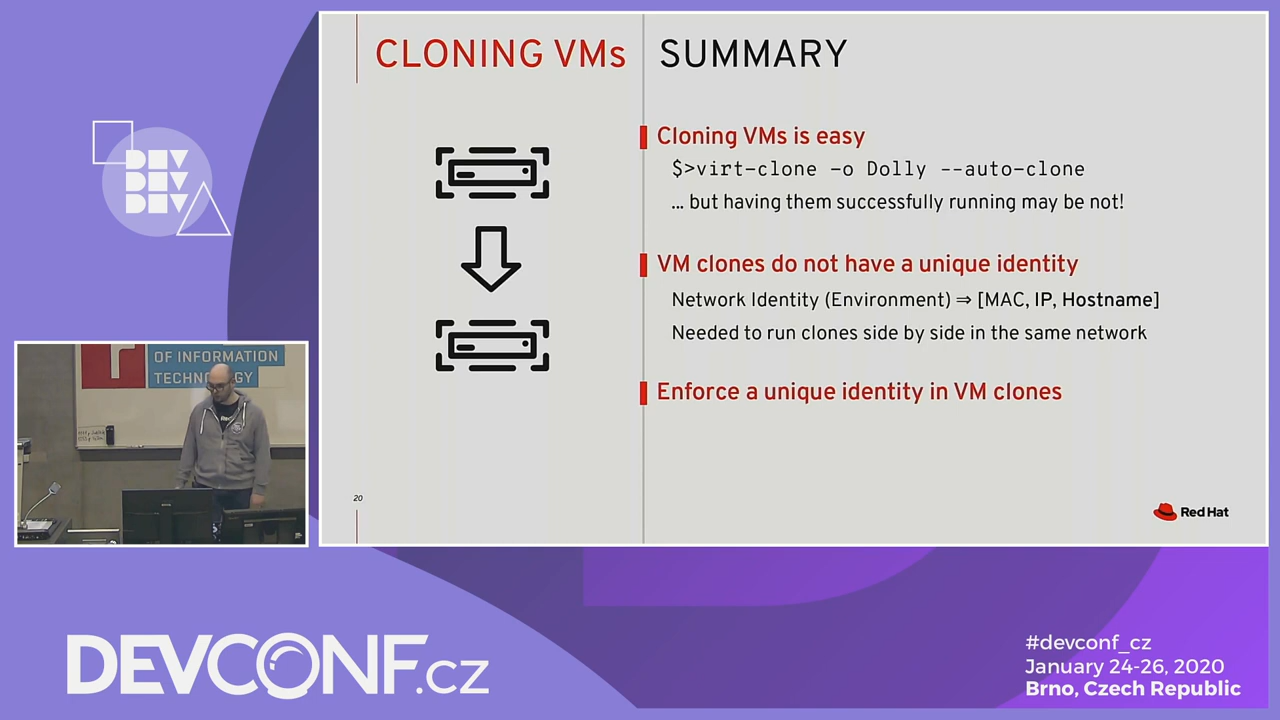 CLONING VMs
SUMMARY
Cloning VMs is easy
$>virt-clone -o Dolly --auto-clone
... but having them successfully running may be not!
VM clones do not have a unique identity
Network Identity (Environment) ⇒ [MAC, IP, Hostname]
Needed to run clones side by side in the same network
Enforce a unique identity in VM clones
20
Red Hat
DEV
DEV
DEV
OF INFORMATION
TECHNOLOGY
DEVCONF.cz
#devconf_cz
January 24-26, 2020
Brno, Czech Republic